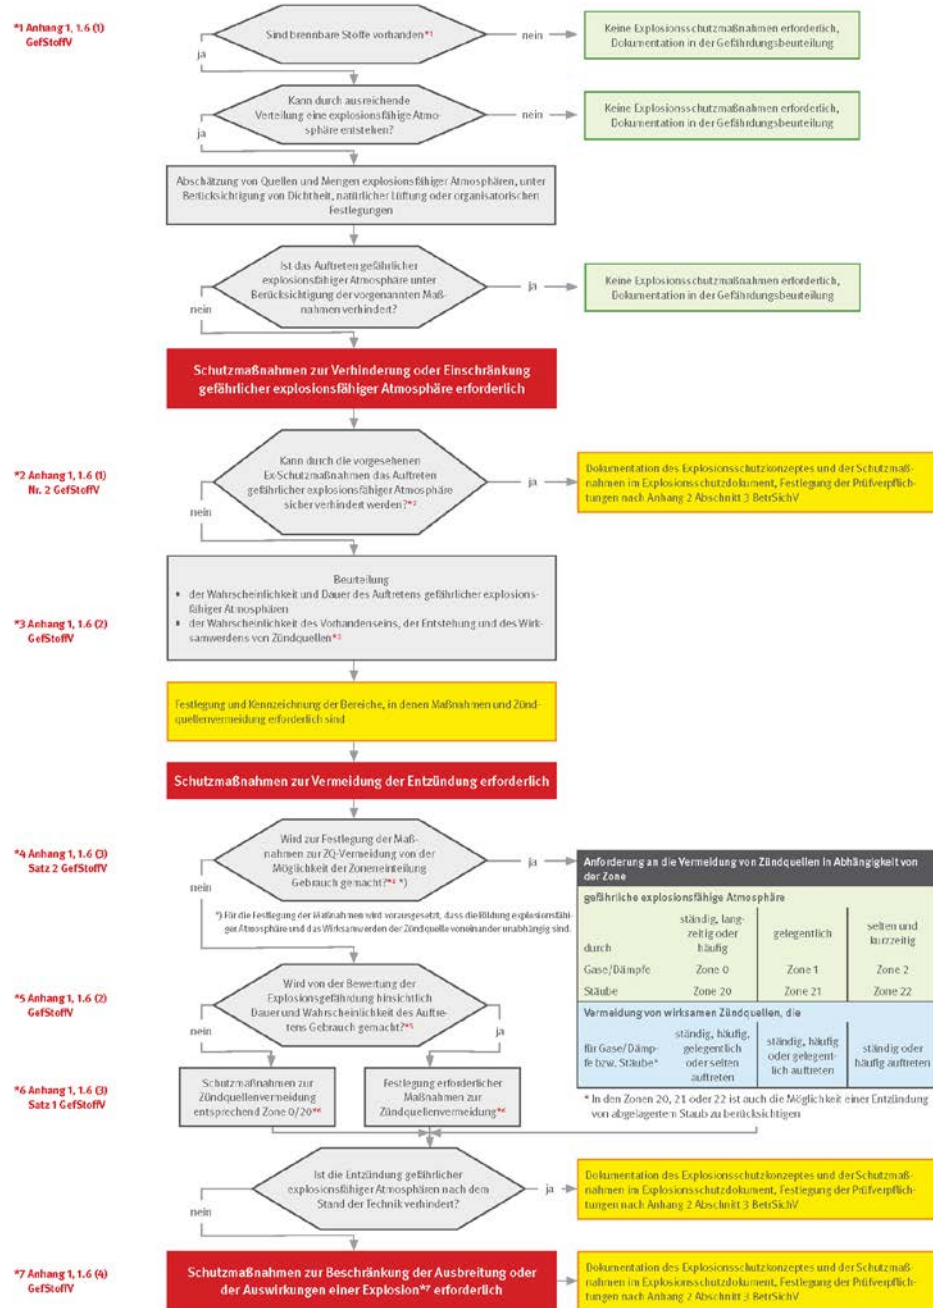 *1 Anhang 1, 1.6 (1)
GefStoffV
Sind brennbare Stoffe vorhanden*1
nein
Keine Explosionsschutzmaßnahmen erforderlich,
Dokumentation in der Gefährdungsbeurteilung
ja
Kann durch ausreichende
Verteilung eine explosionsfähige Atmo-
sphäre entstehen?
nein
Keine Explosionsschutzmaßnahmen erforderlich,
Dokumentation in der Gefährdungsbeurteilung
ja
Abschätzung von Quellen und Mengen explosionsfähiger Atmosphären, unter
Berücksichtigung von Dichtheit, natürlicher Lüftung oder organisatorischen
Festlegungen
Ist das Auftreten gefährlicher
explosionsfähiger Atmosphäre unter
Berücksichtigung der vorgenannten Maß-
nahmen verhindert?
ja
Keine Explosionsschutzmaßnahmen erforderlich,
Dokumentation in der Gefährdungsbeurteilung
nein
Schutzmaßnahmen zur Verhinderung oder Einschränkung
gefährlicher explosionsfähiger Atmosphäre erforderlich
*2 Anhang 1, 1.6 (1)
Nr. 2 GefStoffV
Kann durch die vorgesehenen
Ex-Schutzmaßnahmen das Auftreten
gefährlicher explosionsfähiger Atmosphäre
sicher verhindert werden?*2
ja
Dokumentation des Explosionsschutzkonzeptes und der Schutzmaß-
nahmen im Explosionsschutzdokument, Festlegung der Prüfverpflich-
tungen nach Anhang 2 Abschnitt 3 BetrSichV
nein
*3 Anhang 1, 1.6 (2)
GefStoffV
Beurteilung
• der Wahrscheinlichkeit und Dauer des Auftretens gefährlicher explosions-
fähiger Atmosphären
• der Wahrscheinlichkeit des Vorhandenseins, der Entstehung und des Wirk-
samwerdens von Zündquellen*3
Festlegung und Kennzeichnung der Bereiche, in denen Maßnahmen und Zünd-
quellenvermeidung erforderlich sind
Schutzmaßnahmen zur Vermeidung der Entzündung erforderlich
*4 Anhang 1, 1.6 (3)
Satz 2 GefStoffV
Wird zur Festlegung der Maß-
nahmen zur ZQ-Vermeidung von der
Möglichkeit der Zoneneinteilung
Gebrauch gemacht?*4 *)
ja
nein
*) Für die Festlegung der Maßnahmen wird vorausgesetzt, dass die Bildung explosionsfähi-
ger Atmosphäre und das Wirksamwerden der Zündquelle voneinander unabhängig sind.
Anforderung an die Vermeidung von Zündquellen in Abhängigkeit von
der Zone
gefährliche explosionsfähige Atmosphäre
durch
ständig, lang-
zeitig oder
häufig
gelegentlich
selten und
kurzzeitig
Gase/Dämpfe Zone 0 Zone 1 Zone 2
Stäube Zone 20 Zone 21 Zone 22
Vermeidung von wirksamen Zündquellen, die
für Gase/Dämp-
fe bzw. Stäube*
ständig, häufig,
gelegentlich
oder selten
auftreten
ständig, häufig
oder gelegent-
lich auftreten
ständig oder
häufig auftreten
* In den Zonen 20, 21 oder 22 ist auch die Möglichkeit einer Entzündung
von abgelagertem Staub zu berücksichtigen
*5 Anhang 1, 1.6 (2)
GefStoffV
Wird von der Bewertung der
Explosionsgefährdung hinsichtlich
Dauer und Wahrscheinlichkeit des Auftre-
tens Gebrauch gemacht?*5
nein
ja
*6 Anhang 1, 1.6 (3)
Satz 1 GefStoffV
Schutzmaßnahmen zur
Zündquellenvermeidung
entsprechend Zone 0/20*6
Festlegung erforderlicher
Maßnahmen zur
Zündquellenvermeidung*6
Ist die Entzündung gefährlicher
explosionsfähiger Atmosphären nach dem
Stand der Technik verhindert?
ja
Dokumentation des Explosionsschutzkonzeptes und der Schutzmaß-
nahmen im Explosionsschutzdokument, Festlegung der Prüfverpflich-
tungen nach Anhang 2 Abschnitt 3 BetrSichV
nein
*7 Anhang 1, 1.6 (4)
GefStoffV
Schutzmaßnahmen zur Beschränkung der Ausbreitung oder
der Auswirkungen einer Explosion*7 erforderlich
Dokumentation des Explosionsschutzkonzeptes und der Schutzmaß-
nahmen im Explosionsschutzdokument, Festlegung der Prüfverpflich-
tungen nach Anhang 2 Abschnitt 3 BetrSichV